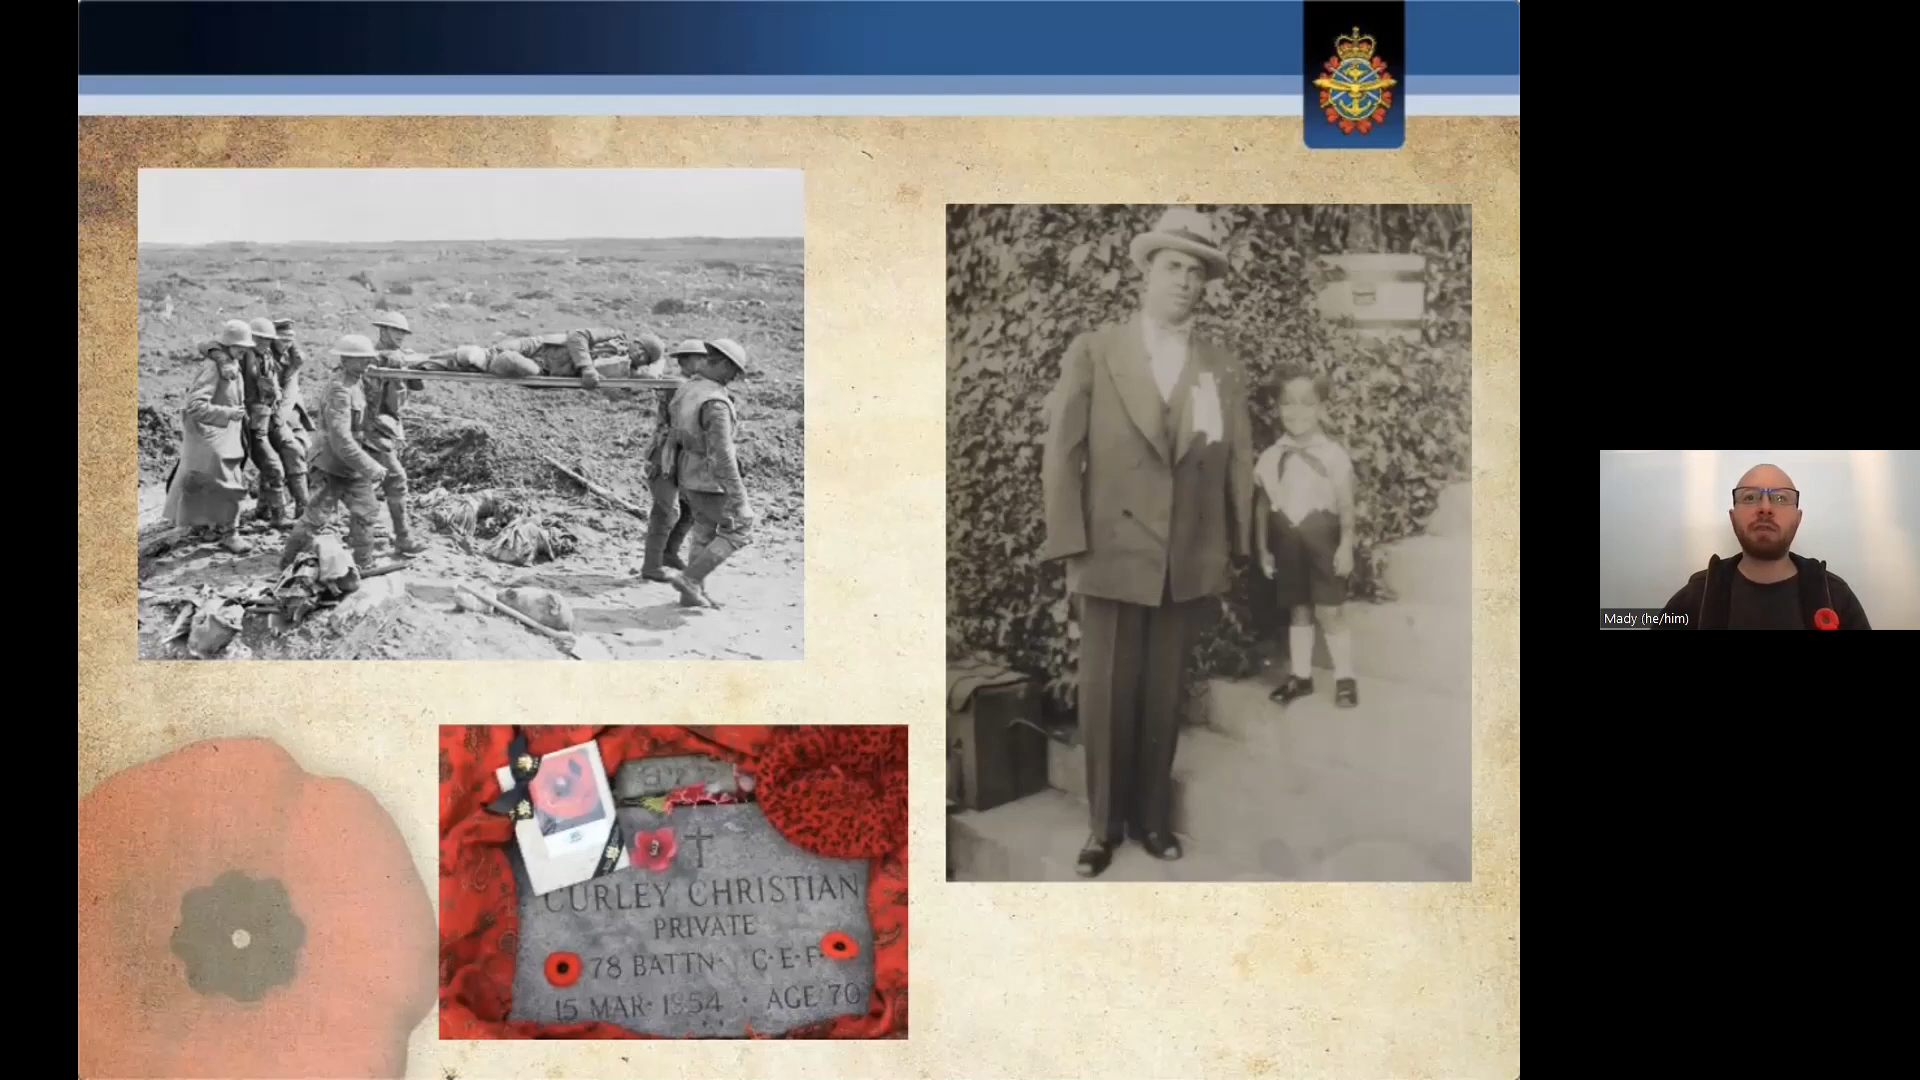 CURLEY CHRISTIAN
PRIVATE
78 BATTN· C·E·F·
15 MAR· 1954 · AGE 70
Mady (he/him)